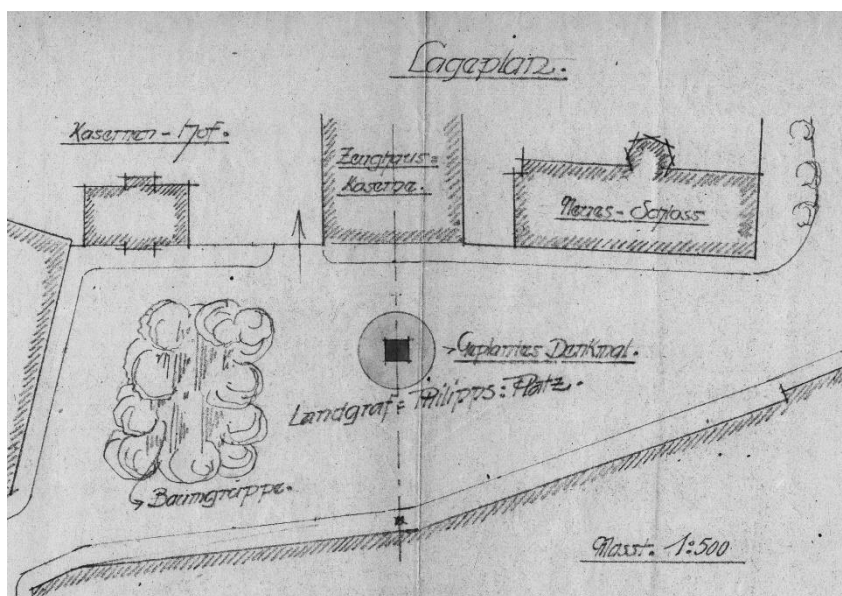 Lageplan.
Kasernen-Hof.
Zeughaus=
Kaserne.
Neues-Schloss
Geplantes Denkmal.
Landgraf=Philipps=Platz.
Baumgruppe.
Masst. 1:500